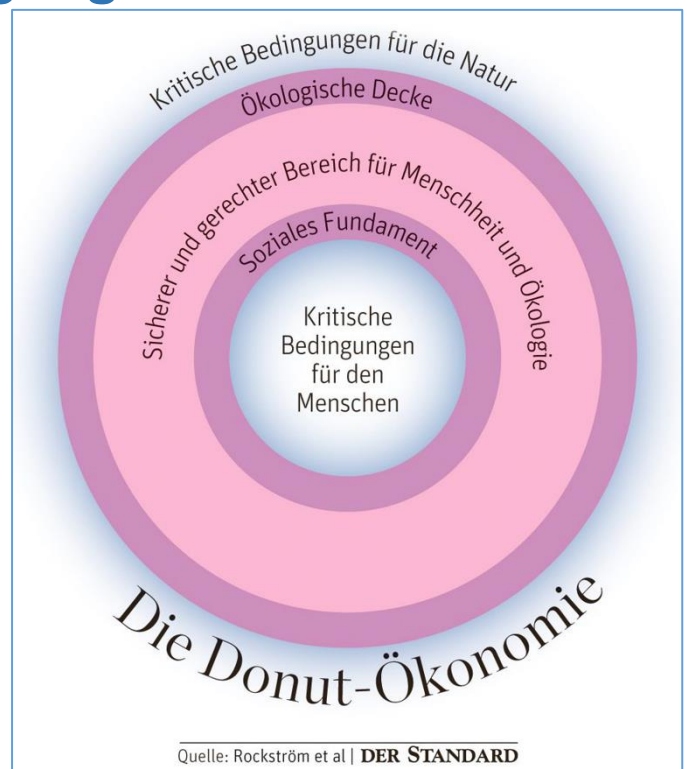 Kritische Bedingungen für die Natur
Ökologische Decke
Sicherer und gerechter Bereich für Menschheit und Ökologie
Soziales Fundament
Kritische
Bedingungen
für den
Menschen
Die Donut-Ökonomie
Quelle: Rockström et al | DER STANDARD